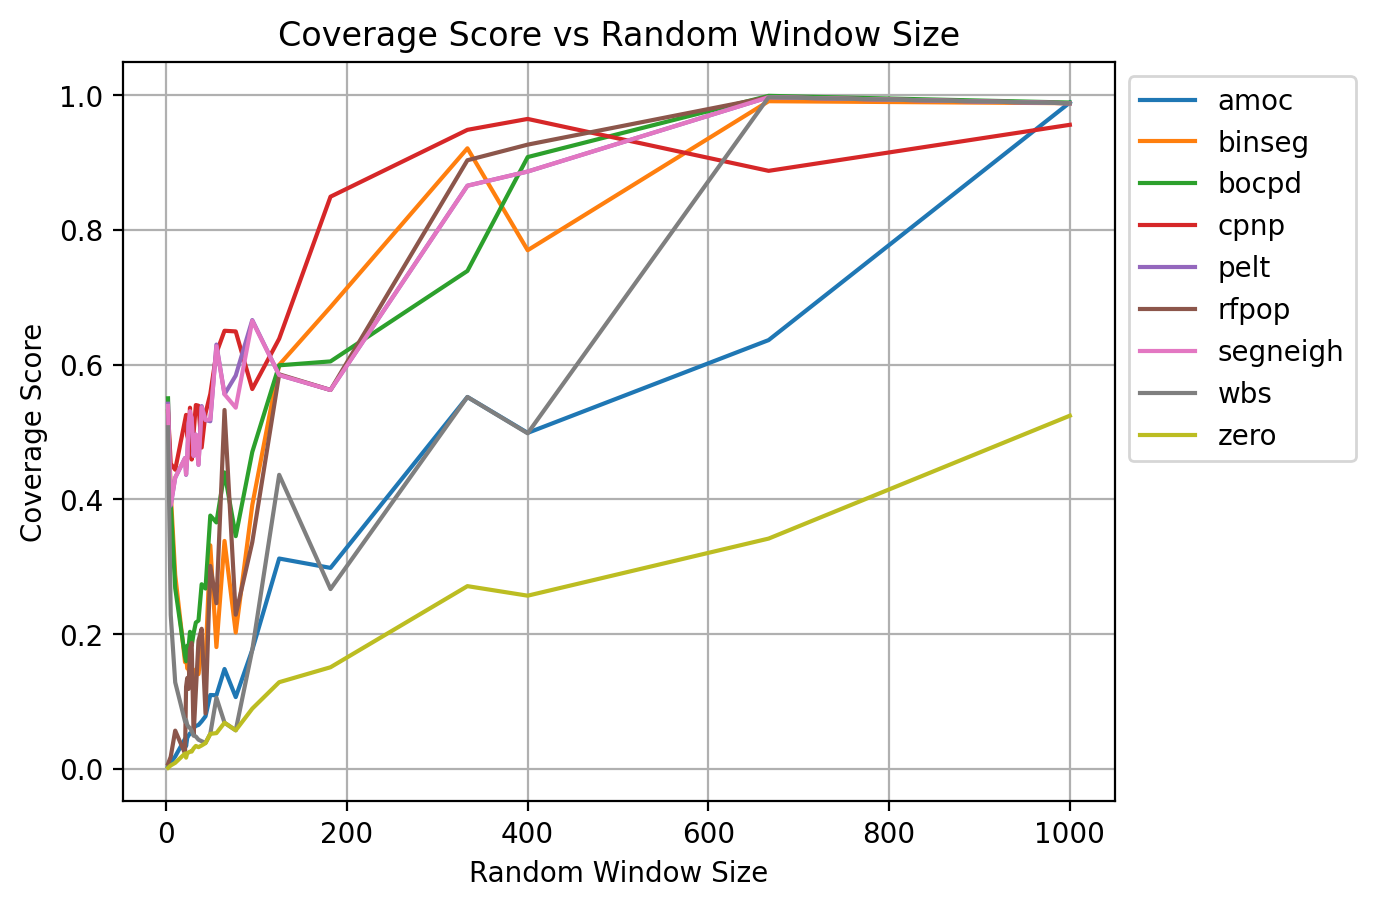 Coverage Score vs Random Window Size
1.0
0.8
0.6
0.4
0.2
0.0
Coverage Score
0 200 400 600 800 1000
Random Window Size
amoc
binseg
bocpd
cpnp
pelt
rfpop
segneigh
wbs
zero